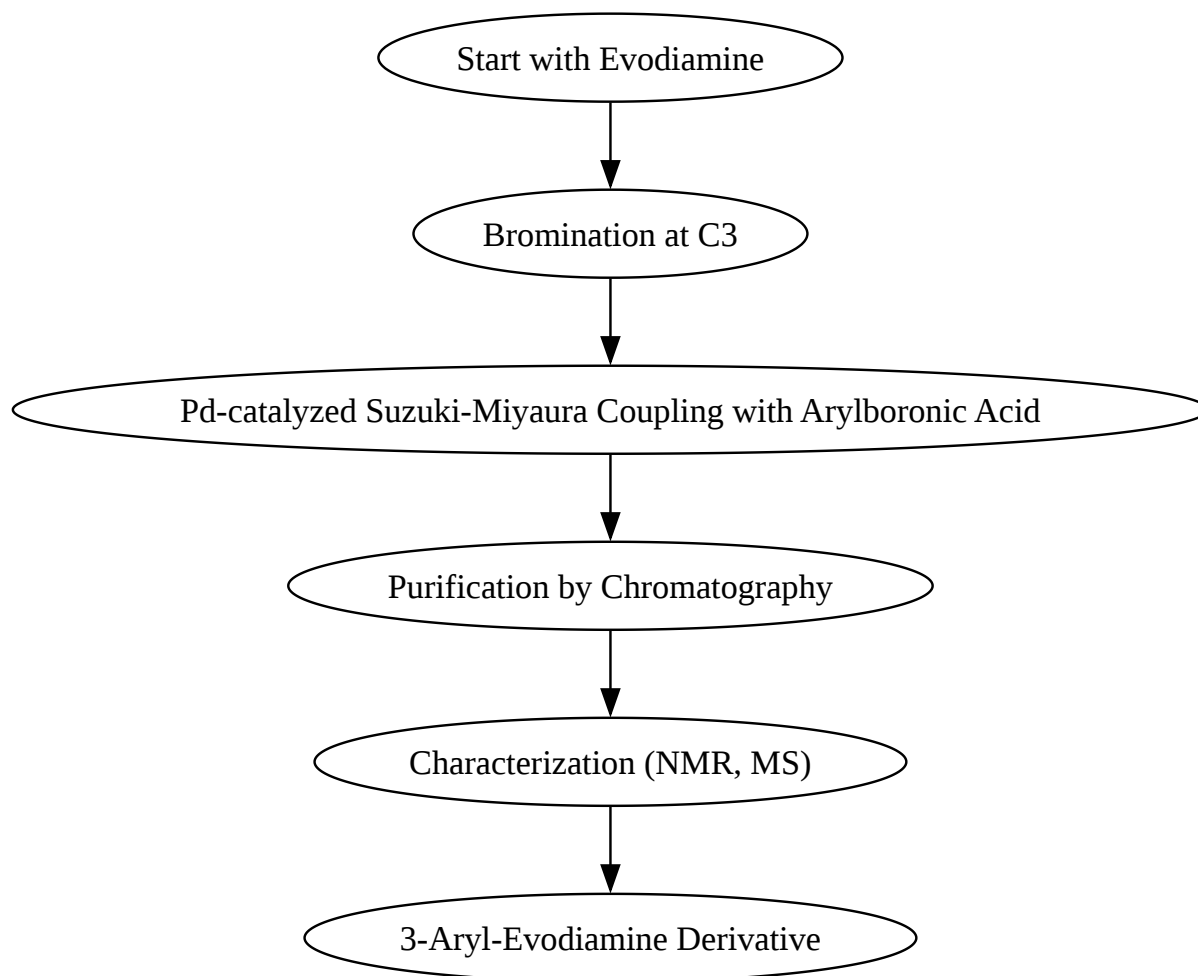 Start with Evodiamine
Bromination at C3
Pd-catalyzed Suzuki-Miyaura Coupling with Arylboronic Acid
Purification by Chromatography
Characterization (NMR, MS)
3-Aryl-Evodiamine Derivative